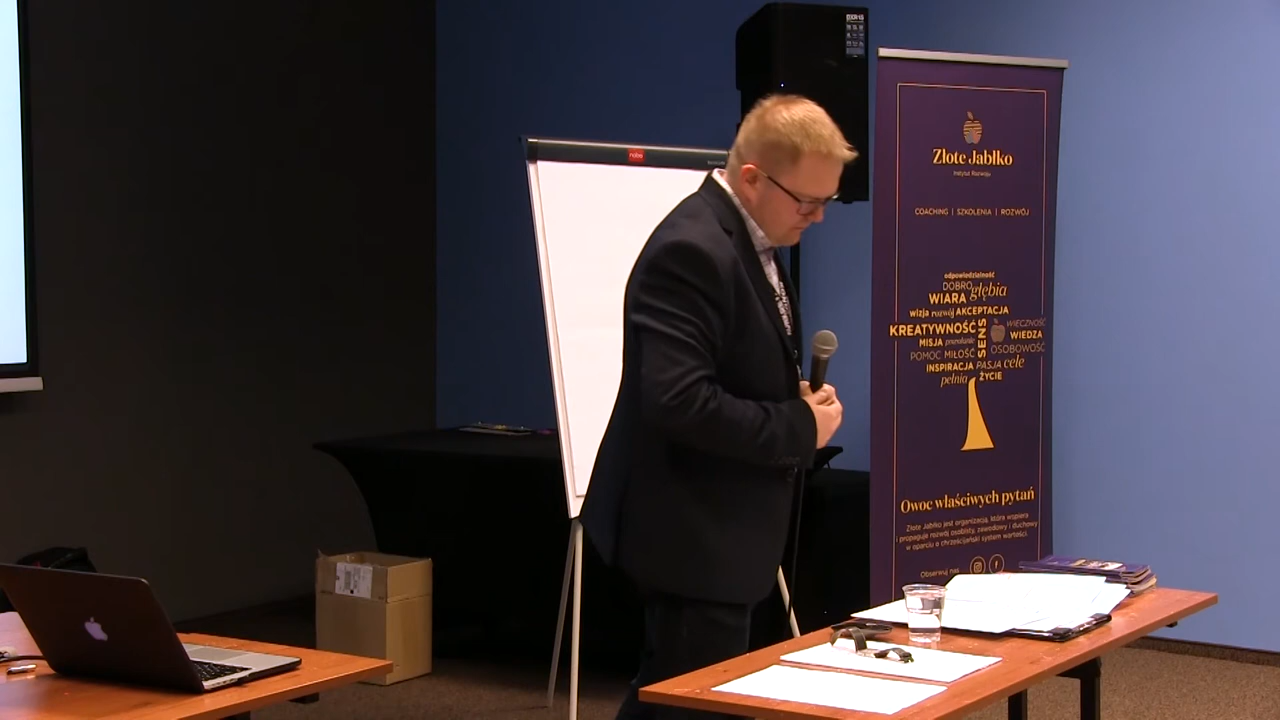 nobo
Złote Jabłko
Instytut Rozwoju
COACHING | SZKOLENIA | ROZWÓJ
odpowiedzialność
DOBRO głębia
WIARA
wizja rozwój AKCEPTACJA
KREATYWNOŚĆ SENS WIECZNOŚĆ
MISJA powołanie WIEDZA
POMOC MIŁOŚĆ OSOBOWOŚĆ
INSPIRACJA PASJA cele
pełnia ŻYCIE
Owoc właściwych pytań
Złote Jabłko jest organizacją, która wspiera
i propaguje rozwój osobisty, zawodowy i duchowy
w oparciu o chrześcijański system wartości.
Obserwuj nas